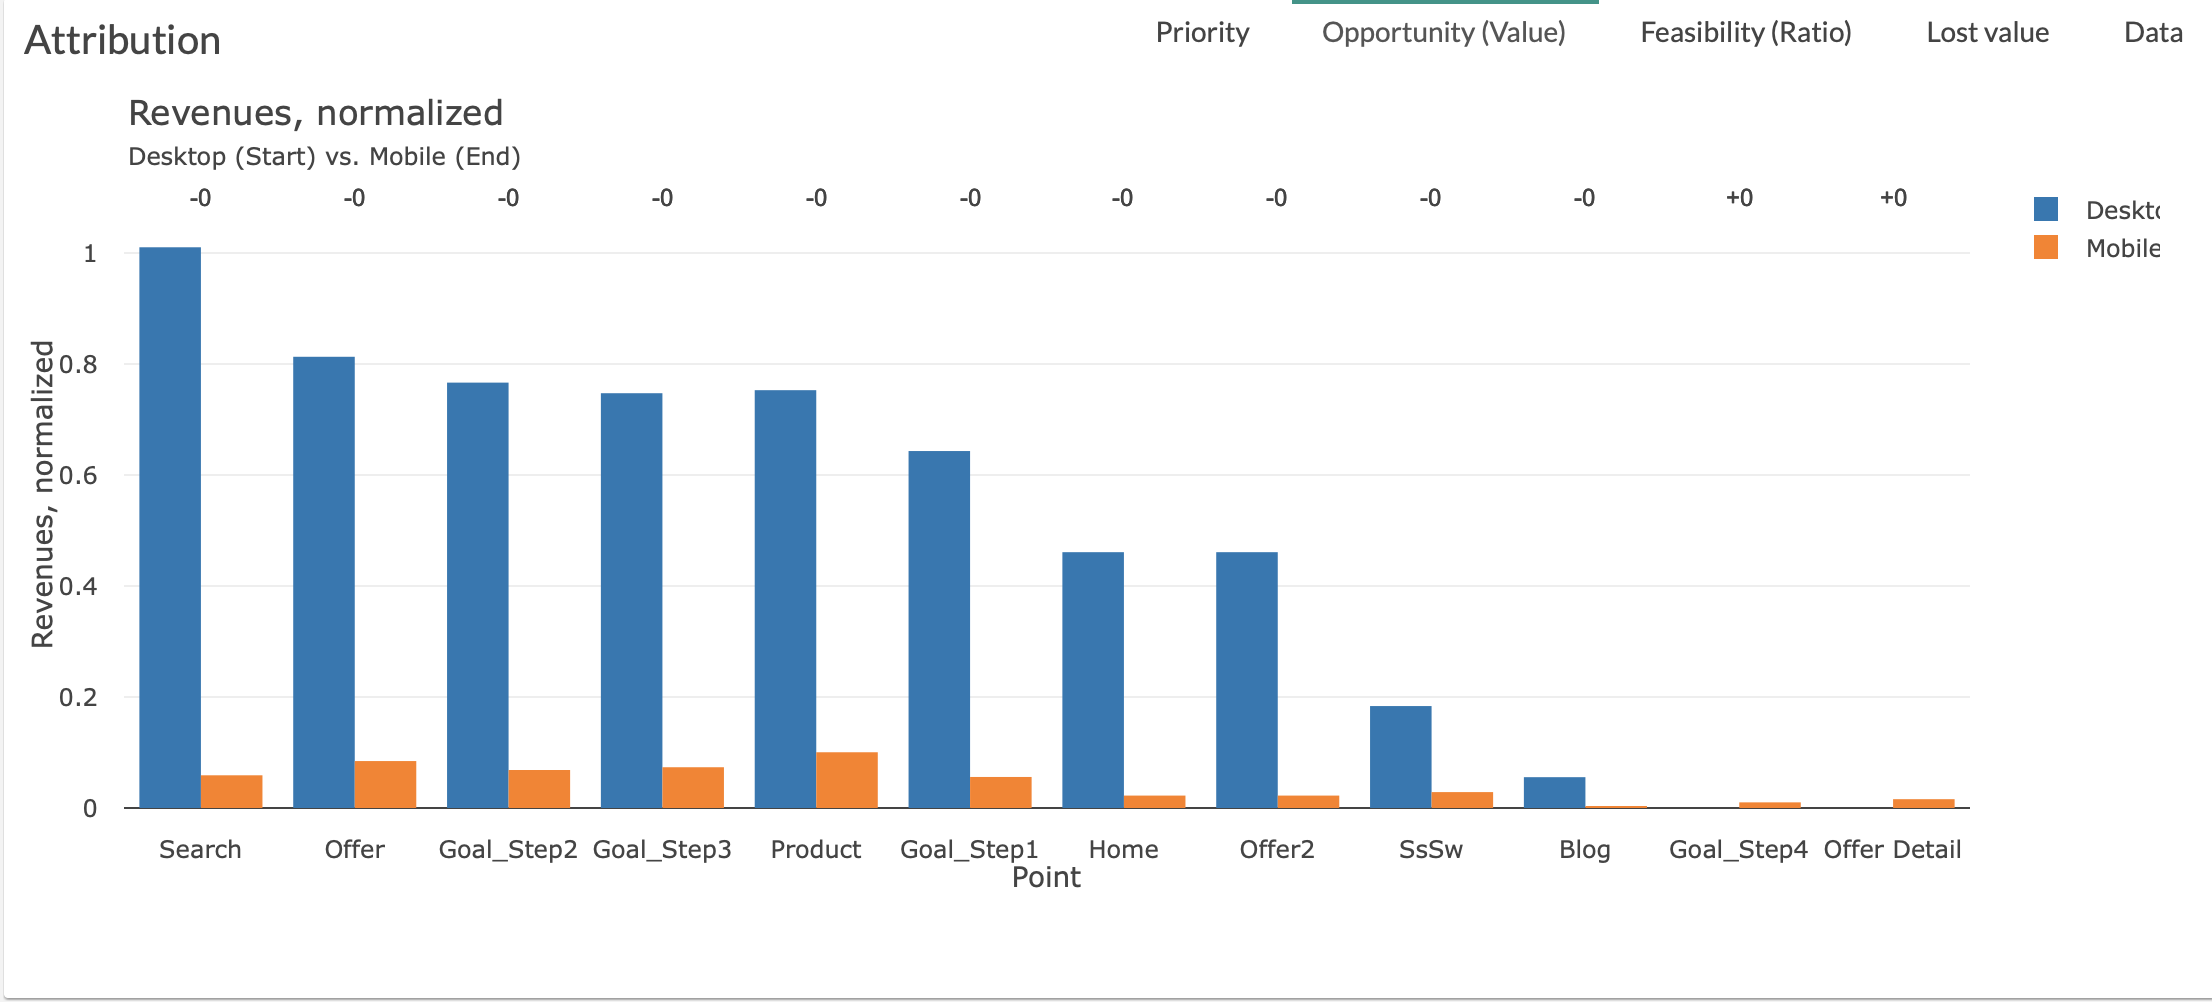 Attribution
Priority Opportunity (Value) Feasibility (Ratio) Lost value Data
Revenues, normalized
Desktop (Start) vs. Mobile (End)
-0 -0 -0 -0 -0 -0 -0 -0 -0 -0 +0 +0
Deskt
Mobile
1
0.8
0.6
0.4
0.2
0
Revenues, normalized
Search Offer Goal_Step2 Goal_Step3 Product Goal_Step1 Home Offer2 SsSw Blog Goal_Step4 Offer Detail
Point